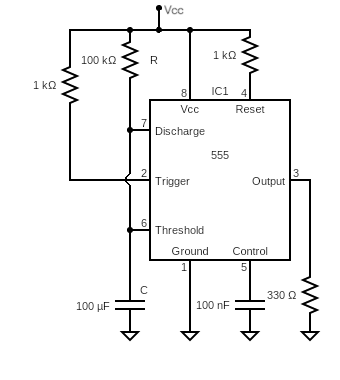 Vcc
100 kΩ
R
1 kΩ
1 kΩ
8
IC1
4
Vcc
Reset
7
Discharge
555
2
Trigger
Output
3
6
Threshold
Ground
Control
1
5
C
100 µF
100 nF
330 Ω